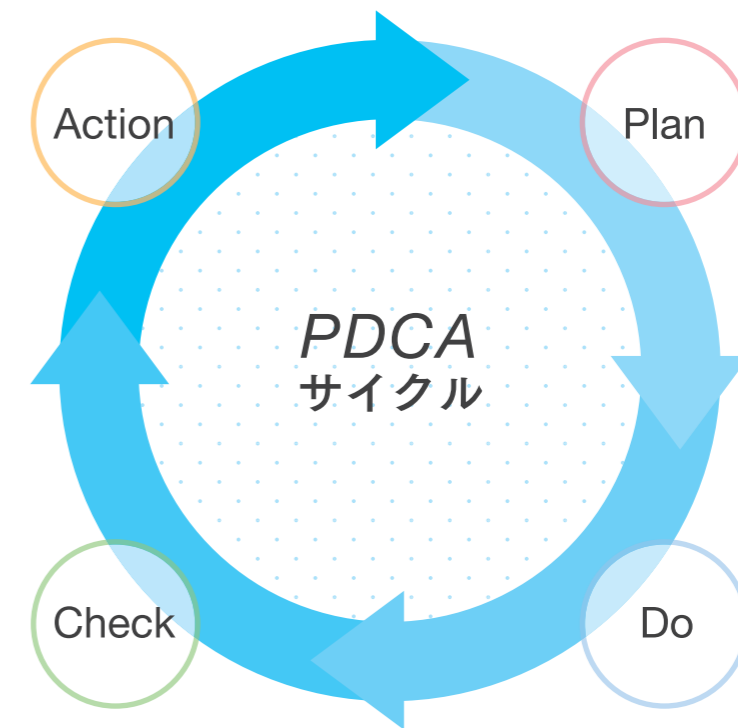 Action
Plan
PDCA
サイクル
Check
Do